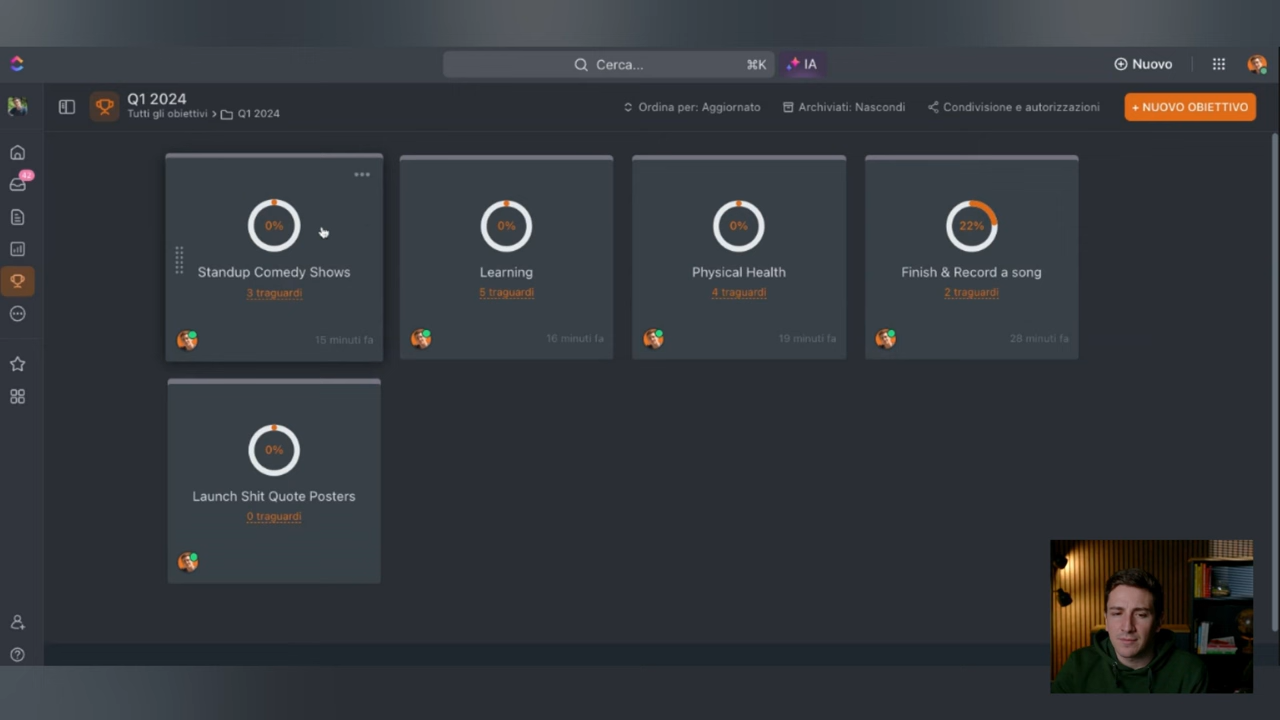 Cerca...
⌘K
IA
Nuovo
Q1 2024
Tutti gli obiettivi > Q1 2024
Ordina per: Aggiornato
Archiviati: Nascondi
Condivisione e autorizzazioni
+ NUOVO OBIETTIVO
42
0%
Standup Comedy Shows
3 traguardi
15 minuti fa
0%
Learning
5 traguardi
16 minuti fa
0%
Physical Health
4 traguardi
19 minuti fa
22%
Finish & Record a song
2 traguardi
28 minuti fa
0%
Launch Shit Quote Posters
0 traguardi